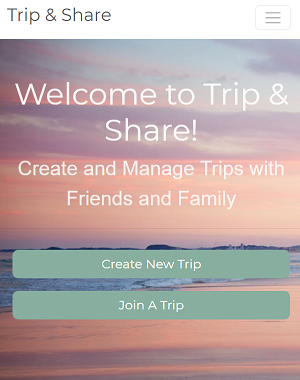 Trip & Share
Welcome to Trip &
Share!
Create and Manage Trips with
Friends and Family
Create New Trip
Join A Trip